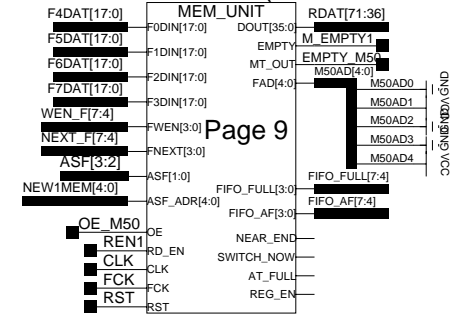 MEM_UNIT
F4DAT[17:0]
F0DIN[17:0]
F5DAT[17:0]
F1DIN[17:0]
F6DAT[17:0]
F2DIN[17:0]
F7DAT[17:0]
F3DIN[17:0]
WEN_F[7:4]
FWEN[3:0]
NEXT_F[7:4]
FNEXT[3:0]
ASF[3:2]
ASF[1:0]
NEW1MEM[4:0]
ASF_ADR[4:0]
OE_M50
OE
REN1
RD_EN
CLK
CLK
FCK
FCK
RST
RST
Page 9
RDAT[71:36]
DOUT[35:0]
M_EMPTY1
EMPTY
EMPTY_M50
MT_OUT
M50AD[4:0]
FAD[4:0]
M50AD0
M50AD1
M50AD2
M50AD3
M50AD4
GND
VCC
GND
VCC
FIFO_FULL[7:4]
FIFO_FULL[3:0]
FIFO_AF[7:4]
FIFO_AF[3:0]
NEAR_END
SWITCH_NOW
AT_FULL
REG_EN